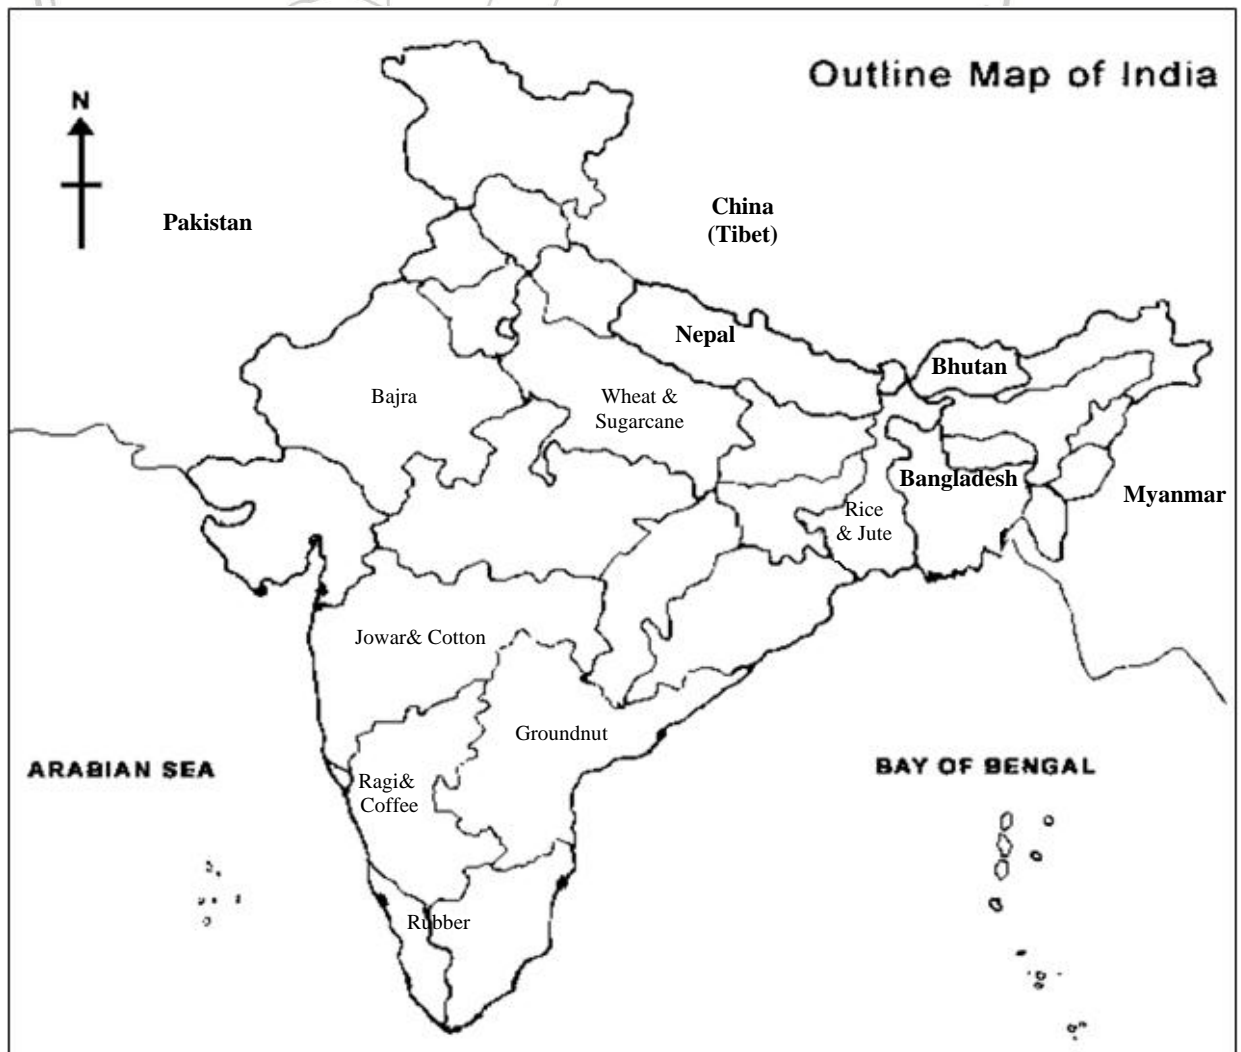 Outline Map of India
N
Pakistan
China
(Tibet)
Nepal
Bhutan
Bajra
Wheat &
Sugarcane
Bangladesh
Myanmar
Rice
& Jute
Jowar& Cotton
Groundnut
ARABIAN SEA
BAY OF BENGAL
Ragi&
Coffee
Rubber